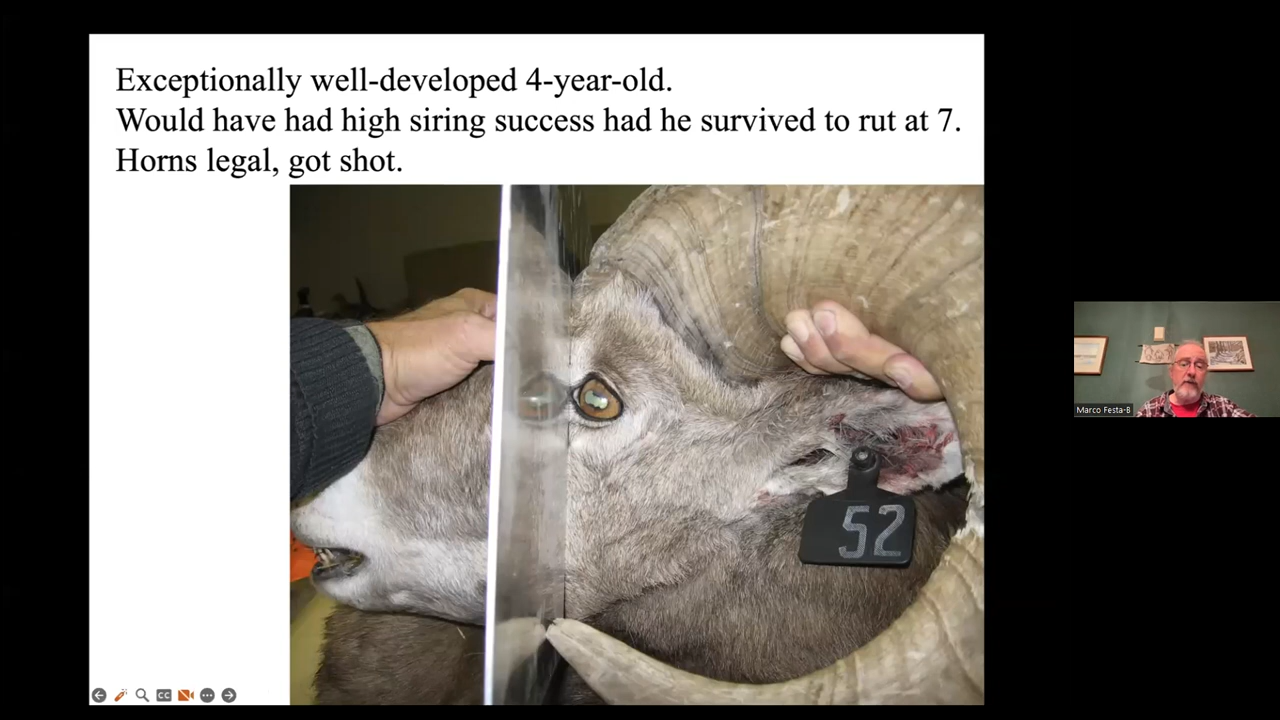 Exceptionally well-developed 4-year-old.
Would have had high siring success had he survived to rut at 7.
Horns legal, got shot.
52
CC
Marco Festa-B